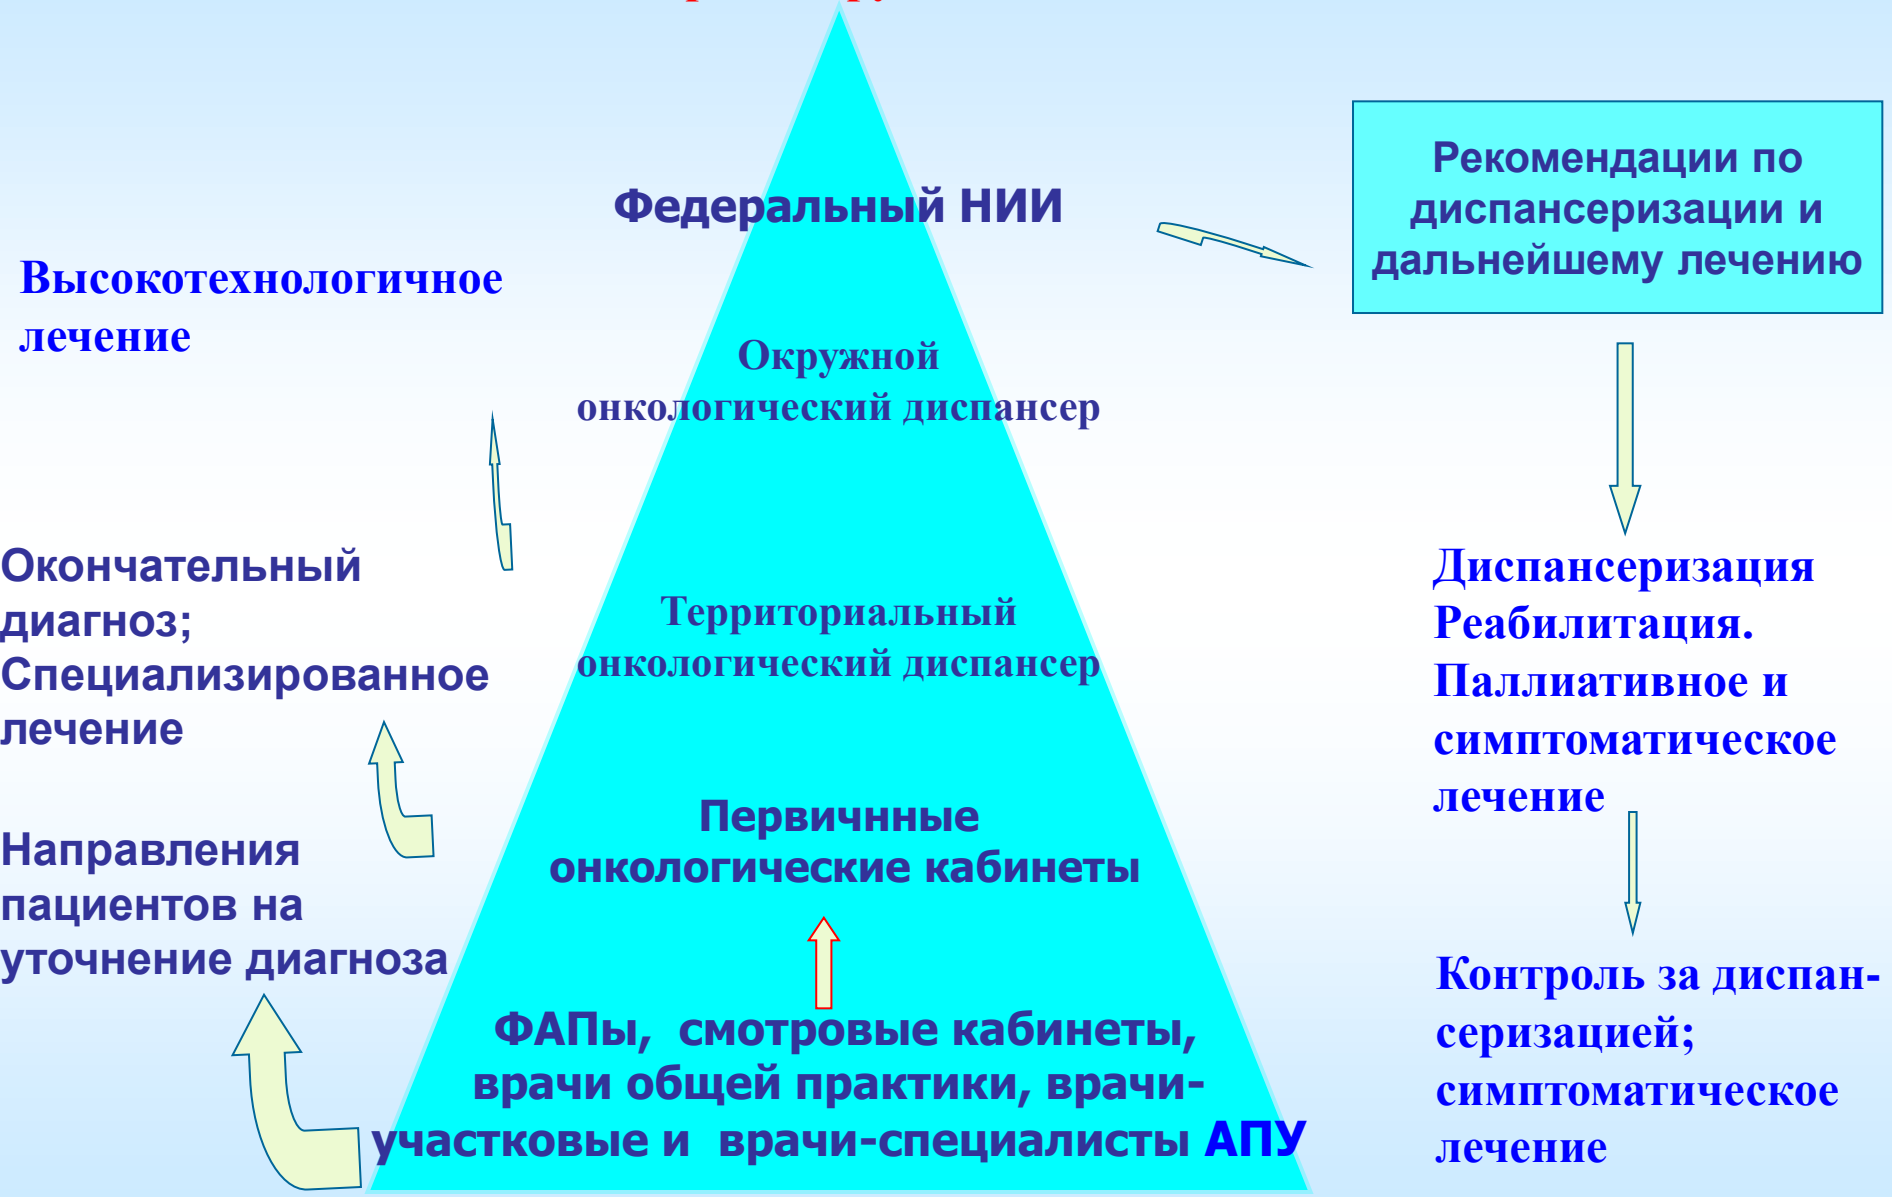 Федеральный НИИ
Окружной
онкологический диспансер
Территориальный
онкологический диспансер
Первичнные
онкологические кабинеты
ФАПы, смотровые кабинеты,
врачи общей практики, врачи-
участковые и врачи-специалисты АПУ
Высокотехнологичное
лечение
Окончательный
диагноз;
Специализированное
лечение
Направления
пациентов на
уточнение диагноза
Рекомендации по
диспансеризации и
дальнейшему лечению
Диспансеризация
Реабилитация.
Паллиативное и
симптоматическое
лечение
Контроль за диспан-
серизацией;
симптоматическое
лечение